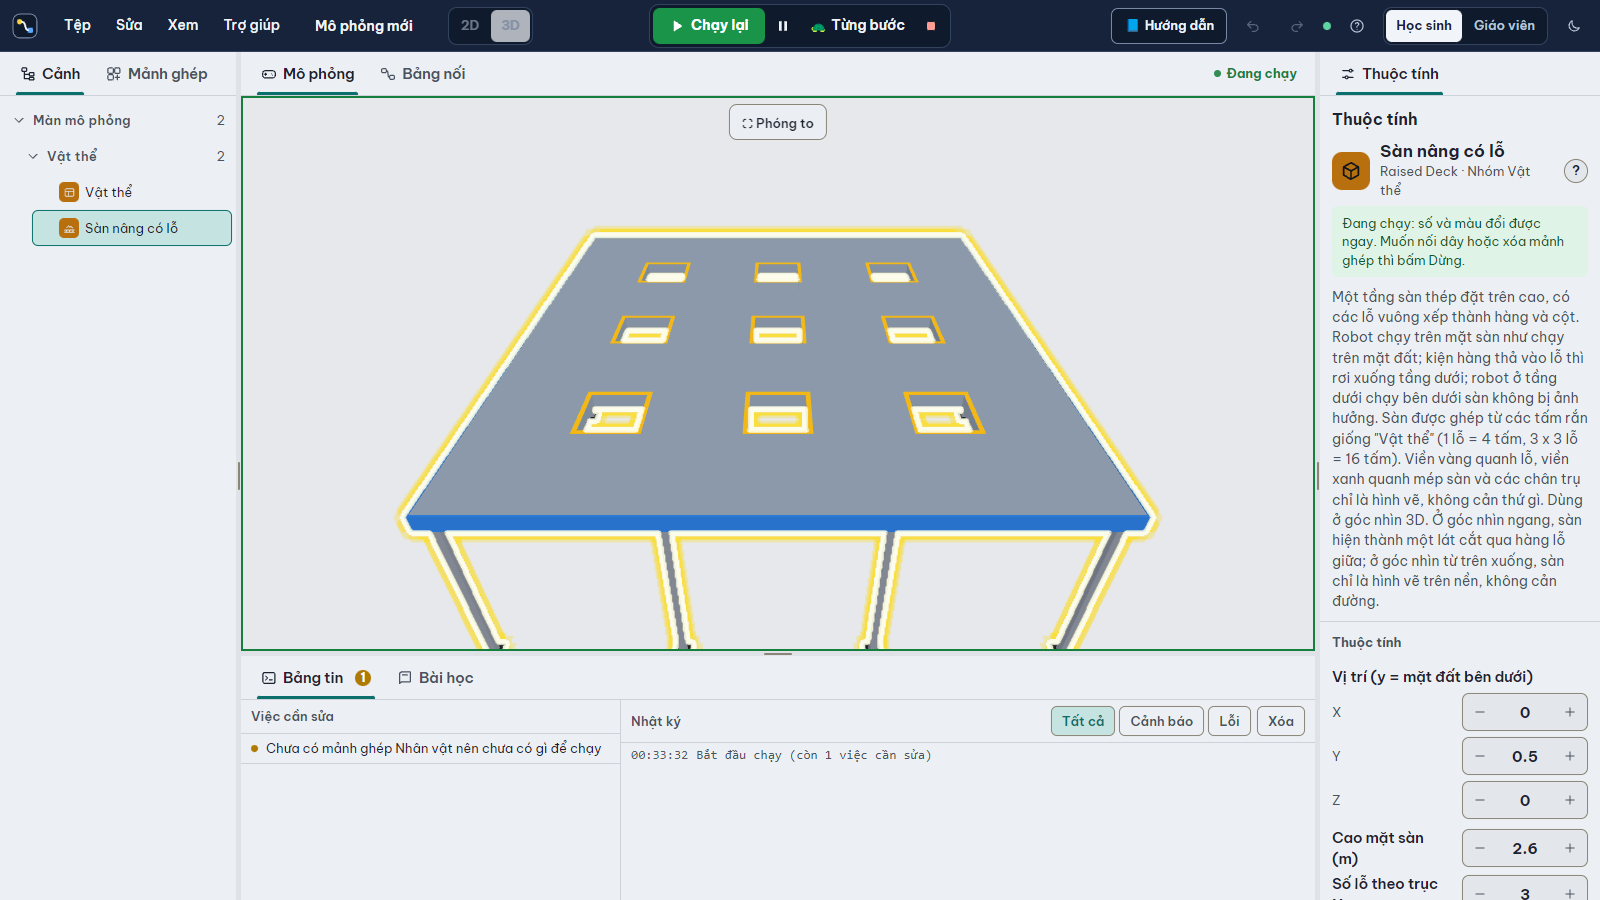 Tệp Sửa Xem Trợ giúp Mô phỏng mới 2D 3D Chạy lại Từng bước Hướng dẫn Học sinh Giáo viên
Cảnh Mảnh ghép
Màn mô phỏng 2
Vật thể 2
Vật thể
Sàn nâng có lỗ
Mô phỏng Bảng nối Đang chạy
Phóng to
Bảng tin 1 Bài học
Việc cần sửa
Chưa có mảnh ghép Nhân vật nên chưa có gì để chạy
Nhật ký Tất cả Cảnh báo Lỗi Xóa
00:33:32 Bắt đầu chạy (còn 1 việc cần sửa)
Thuộc tính
Thuộc tính
Sàn nâng có lỗ
Raised Deck · Nhóm Vật
thể
?
Đang chạy: số và màu đổi được
ngay. Muốn nối dây hoặc xóa mảnh
ghép thì bấm Dừng.
Một tầng sàn thép đặt trên cao, có
các lỗ vuông xếp thành hàng và cột.
Robot chạy trên mặt sàn như chạy
trên mặt đất; kiện hàng thả vào lỗ thì
rơi xuống tầng dưới; robot ở tầng
dưới chạy bên dưới sàn không bị ảnh
hưởng. Sàn được ghép từ các tấm rắn
giống "Vật thể" (1 lỗ = 4 tấm, 3 x 3 lỗ
= 16 tấm). Viền vàng quanh lỗ, viền
xanh quanh mép sàn và các chân trụ
chỉ là hình vẽ, không cản thứ gì. Dùng
ở góc nhìn 3D. Ở góc nhìn ngang, sàn
hiện thành một lát cắt qua hàng lỗ
giữa; ở góc nhìn từ trên xuống, sàn
chỉ là hình vẽ trên nền, không cản
đường.
Thuộc tính
Vị trí (y = mặt đất bên dưới)
X − 0 +
Y − 0.5 +
Z − 0 +
Cao mặt sàn
(m) − 2.6 +
Số lỗ theo trục
− 3 +